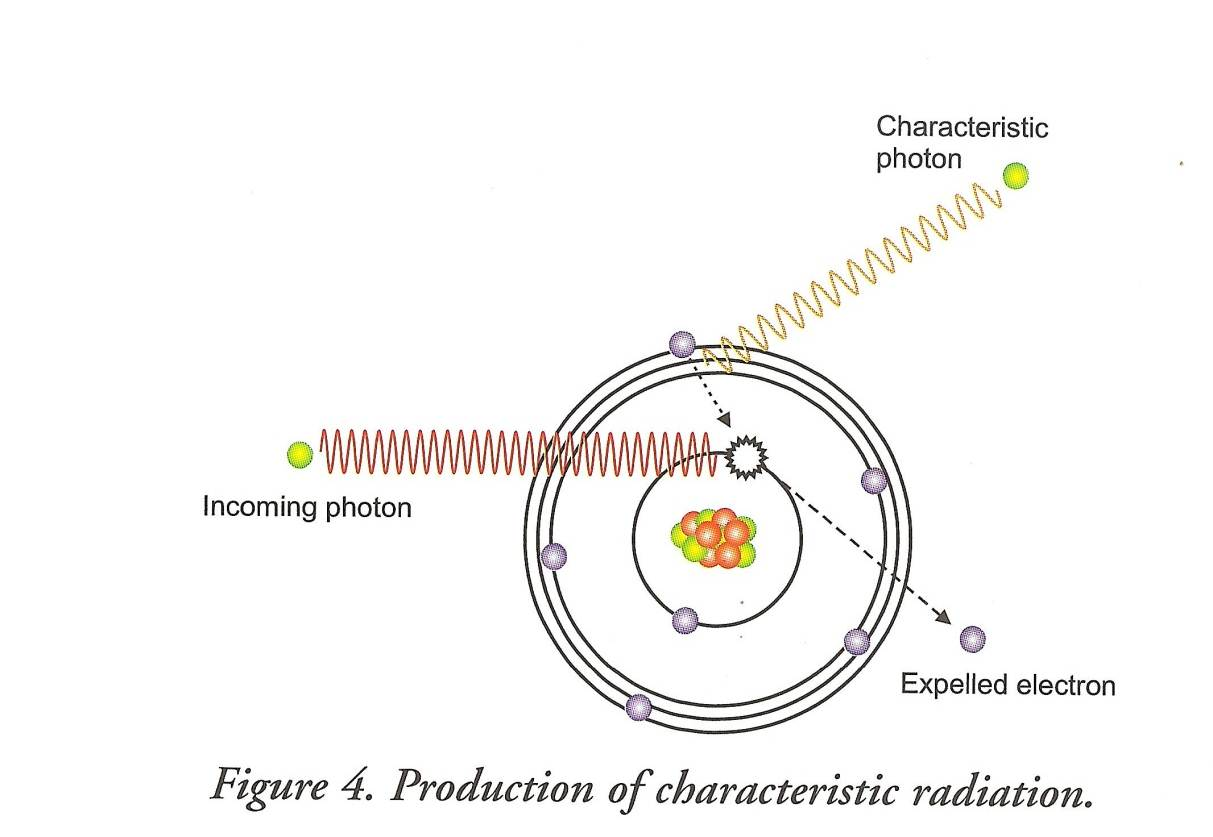 Characteristic
photon
Incoming photon
Expelled electron
Figure 4. Production of characteristic radiation.